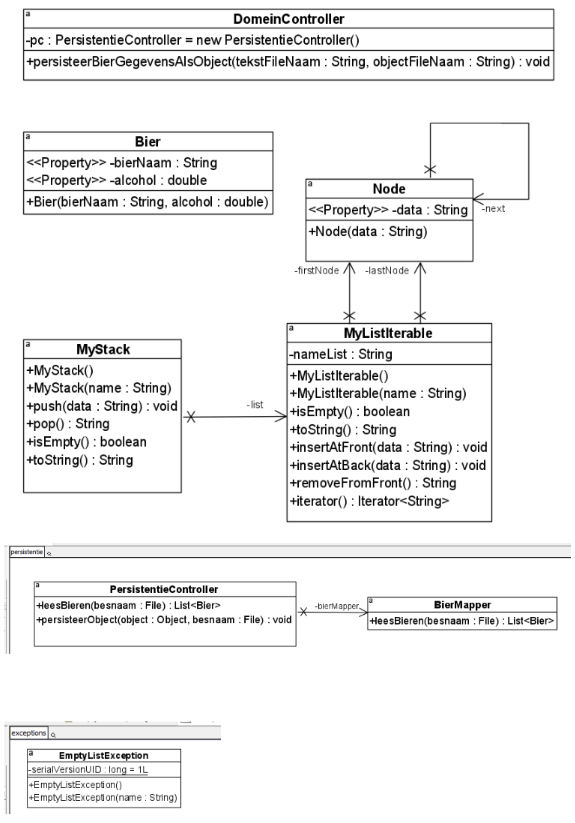 a
DomeinController
-pc : PersistentieController = new PersistentieController()
+persisteerBierGegevensAlsObject(tekstFileNaam : String, objectFileNaam : String) : void
a
Bier
<<Property>> -bierNaam : String
<<Property>> -alcohol : double
+Bier(bierNaam : String, alcohol : double)
a
Node
<<Property>> -data : String
+Node(data : String)
-next
-firstNode
-lastNode
a
MyStack
+MyStack()
+MyStack(name : String)
+push(data : String) : void
+pop() : String
+isEmpty() : boolean
+toString() : String
-list
a
MyListIterable
-nameList : String
+MyListIterable()
+MyListIterable(name : String)
+isEmpty() : boolean
+toString() : String
+insertAtFront(data : String) : void
+insertAtBack(data : String) : void
+removeFromFront() : String
+iterator() : Iterator<String>
persistentie
a
PersistentieController
+leesBieren(besnaam : File) : List<Bier>
+persisteerObject(object : Object, besnaam : File) : void
-bierMapper
a
BierMapper
+leesBieren(besnaam : File) : List<Bier>
exceptions
a
EmptyListException
-serialVersionUID : long = 1L
+EmptyListException()
+EmptyListException(name : String)